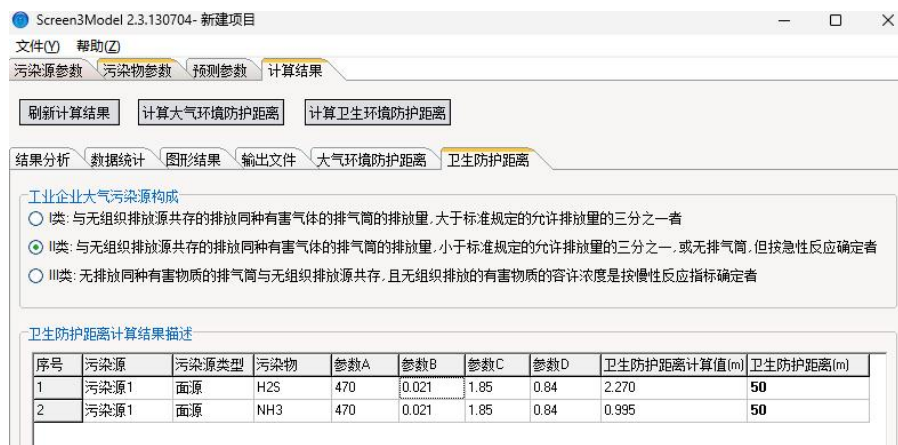 Screen3Model 2.3.130704- 新建项目
文件(Y) 帮助(Z)
污染源参数 污染物参数 预测参数 计算结果
刷新计算结果 计算大气环境防护距离 计算卫生环境防护距离
结果分析 数据统计 图形结果 输出文件 大气环境防护距离 卫生防护距离
工业企业大气污染源构成
I类: 与无组织排放源共存的排放同种有害气体的排气筒的排放量, 大于标准规定的允许排放量的三分之一者
II类: 与无组织排放源共存的排放同种有害气体的排气筒的排放量, 小于标准规定的允许排放量的三分之一, 或无排气筒, 但按急性反应确定者
III类: 无排放同种有害物质的排气筒与无组织排放源共存, 且无组织排放的有害物质的容许浓度是按慢性反应指标确定者
卫生防护距离计算结果描述
序号 污染源 污染源类型 污染物 参数A 参数B 参数C 参数D 卫生防护距离计算值(m) 卫生防护距离(m)
1 污染源1 面源 H2S 470 0.021 1.85 0.84 2.270 50
2 污染源1 面源 NH3 470 0.021 1.85 0.84 0.995 50